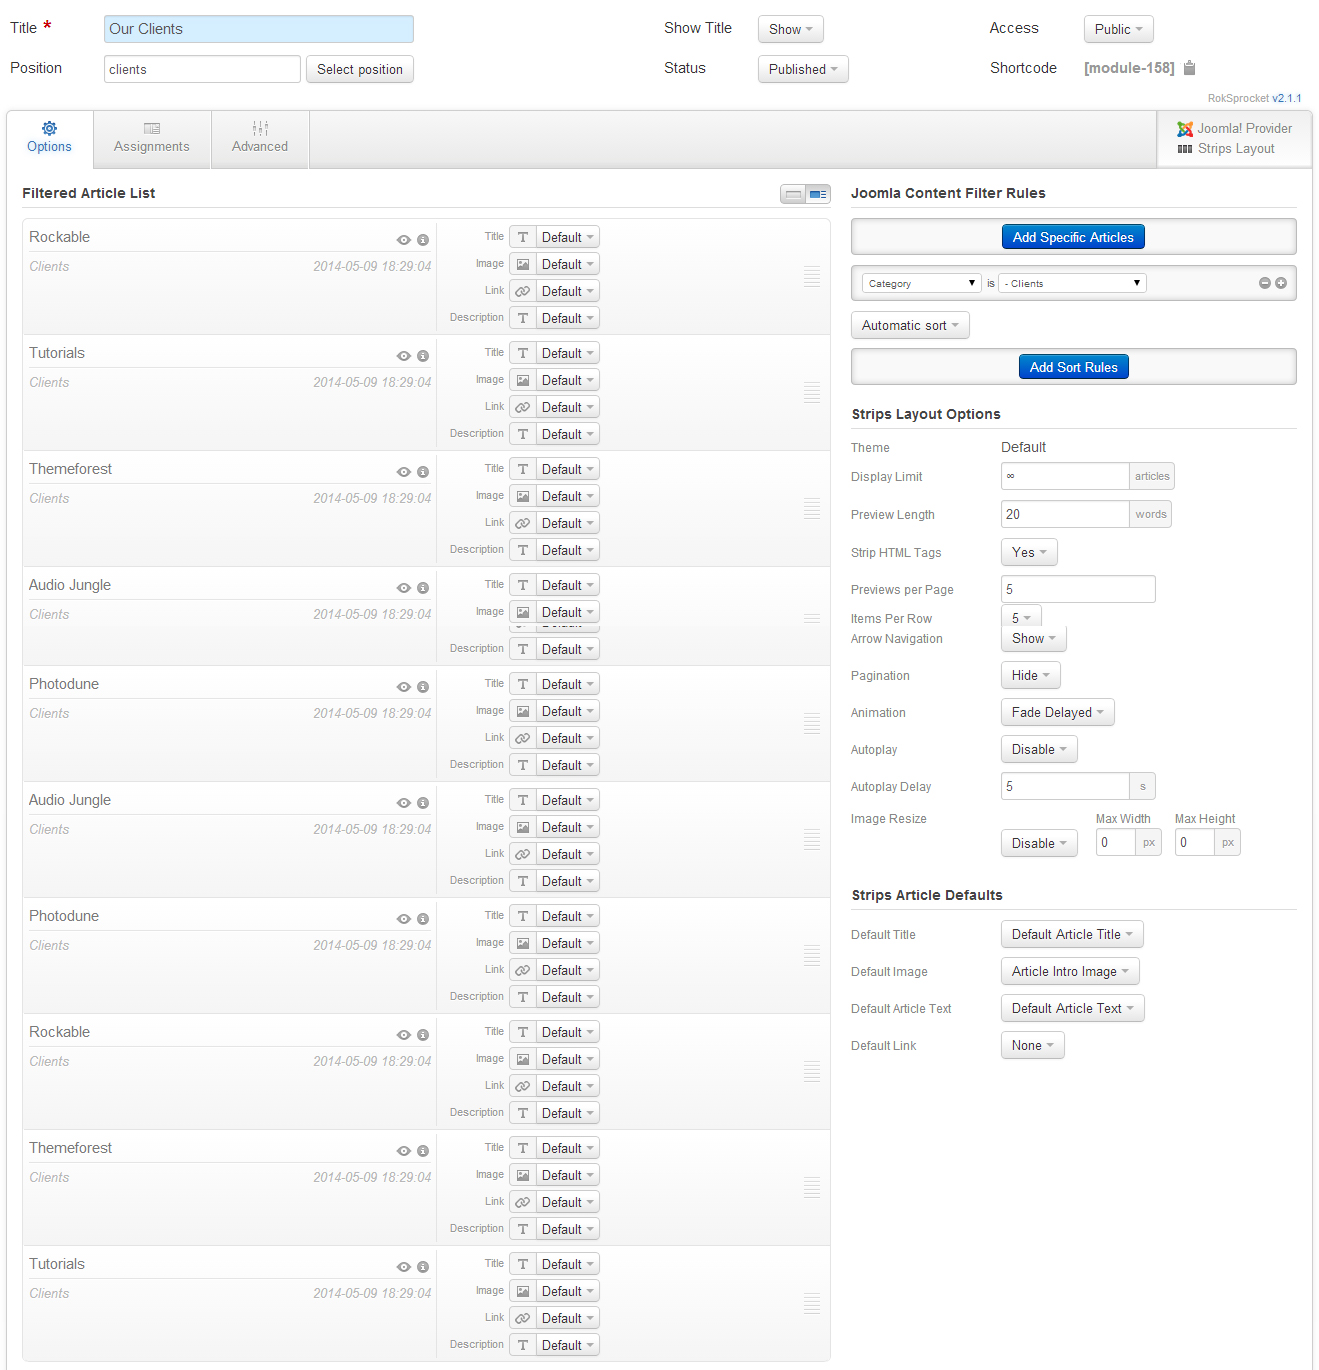 Title * Our Clients Show Title Show Access Public
Position clients Select position Status Published Shortcode [module-158]
RokSprocket v2.1.1
Options Assignments Advanced Joomla! Provider
Strips Layout
Filtered Article List
Rockable
Clients 2014-05-09 18:29:04
Title T Default
Image Default
Link Default
Description T Default
Tutorials
Clients 2014-05-09 18:29:04
Title T Default
Image Default
Link Default
Description T Default
Themeforest
Clients 2014-05-09 18:29:04
Title T Default
Image Default
Link Default
Description T Default
Audio Jungle
Clients 2014-05-09 18:29:04
Title T Default
Image Default
Description T Default
Photodune
Clients 2014-05-09 18:29:04
Title T Default
Image Default
Link Default
Description T Default
Audio Jungle
Clients 2014-05-09 18:29:04
Title T Default
Image Default
Link Default
Description T Default
Photodune
Clients 2014-05-09 18:29:04
Title T Default
Image Default
Link Default
Description T Default
Rockable
Clients 2014-05-09 18:29:04
Title T Default
Image Default
Link Default
Description T Default
Themeforest
Clients 2014-05-09 18:29:04
Title T Default
Image Default
Link Default
Description T Default
Tutorials
Clients 2014-05-09 18:29:04
Title T Default
Image Default
Link Default
Description T Default
Joomla Content Filter Rules
Add Specific Articles
Category is - Clients
Automatic sort
Add Sort Rules
Strips Layout Options
Theme Default
Display Limit ∞ articles
Preview Length 20 words
Strip HTML Tags Yes
Previews per Page 5
Items Per Row 5
Arrow Navigation Show
Pagination Hide
Animation Fade Delayed
Autoplay Disable
Autoplay Delay 5 s
Image Resize Max Width Max Height
Disable 0 px 0 px
Strips Article Defaults
Default Title Default Article Title
Default Image Article Intro Image
Default Article Text Default Article Text
Default Link None